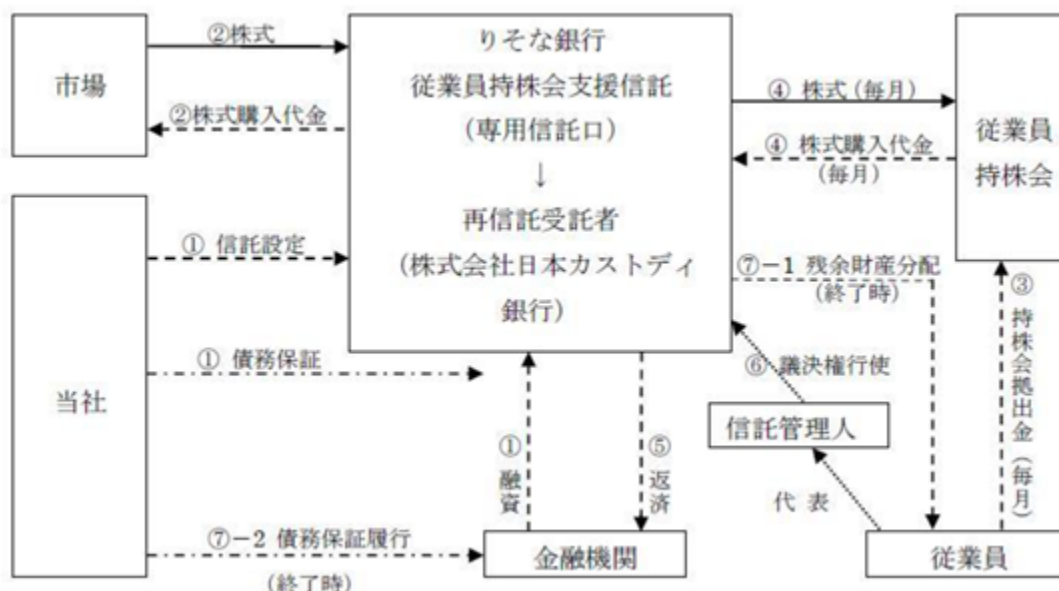 市場
②株式
②株式購入代金
りそな銀行
従業員持株会支援信託
(専用信託口)
↓
再信託受託者
(株式会社日本カストディ
銀行)
④ 株式(毎月)
④ 株式購入代金
(毎月)
従業員
持株会
当社
① 信託設定
① 債務保証
⑦−1 残余財産分配
(終了時)
③持株会拠出金(毎月)
⑥ 議決権行使
信託管理人
①融資
⑤返済
代 表
⑦−2 債務保証履行
(終了時)
金融機関
従業員